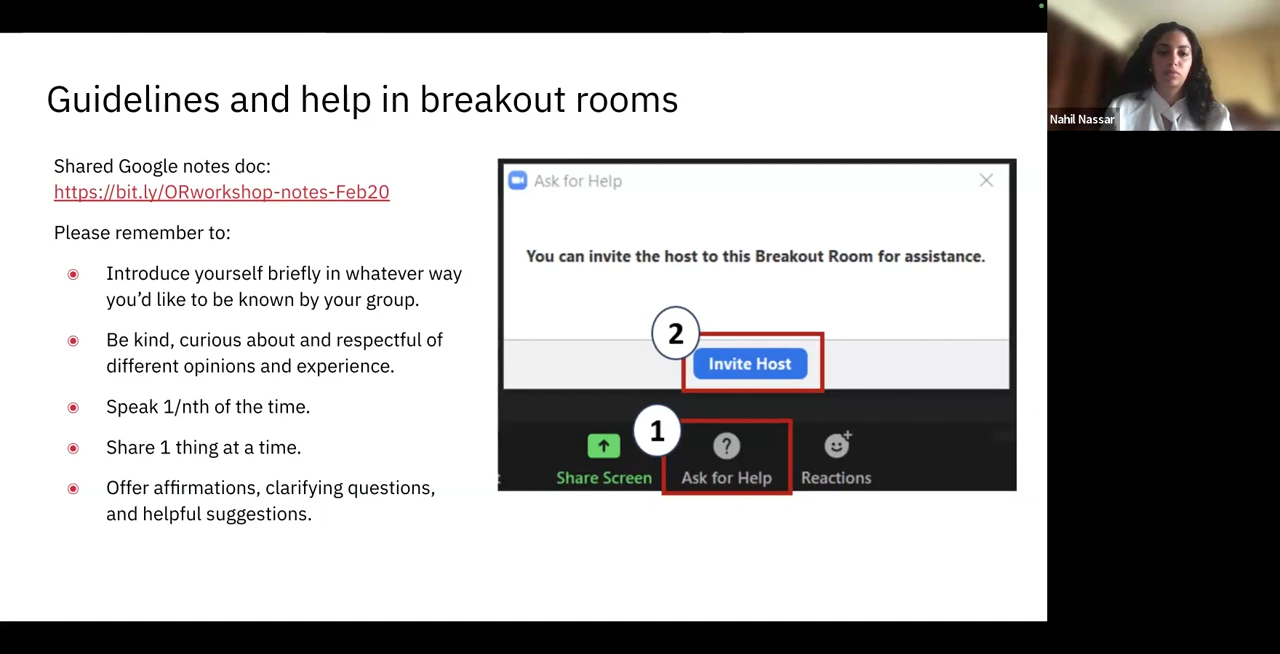 Guidelines and help in breakout rooms
Shared Google notes doc:
https://bit.ly/ORworkshop-notes-Feb20
Please remember to:
Introduce yourself briefly in whatever way
you'd like to be known by your group.
Be kind, curious about and respectful of
different opinions and experience.
Speak 1/nth of the time.
Share 1 thing at a time.
Offer affirmations, clarifying questions,
and helpful suggestions.
Ask for Help
You can invite the host to this Breakout Room for assistance.
2
Invite Host
1
Share Screen
Ask for Help
Reactions
Nahil Nassar